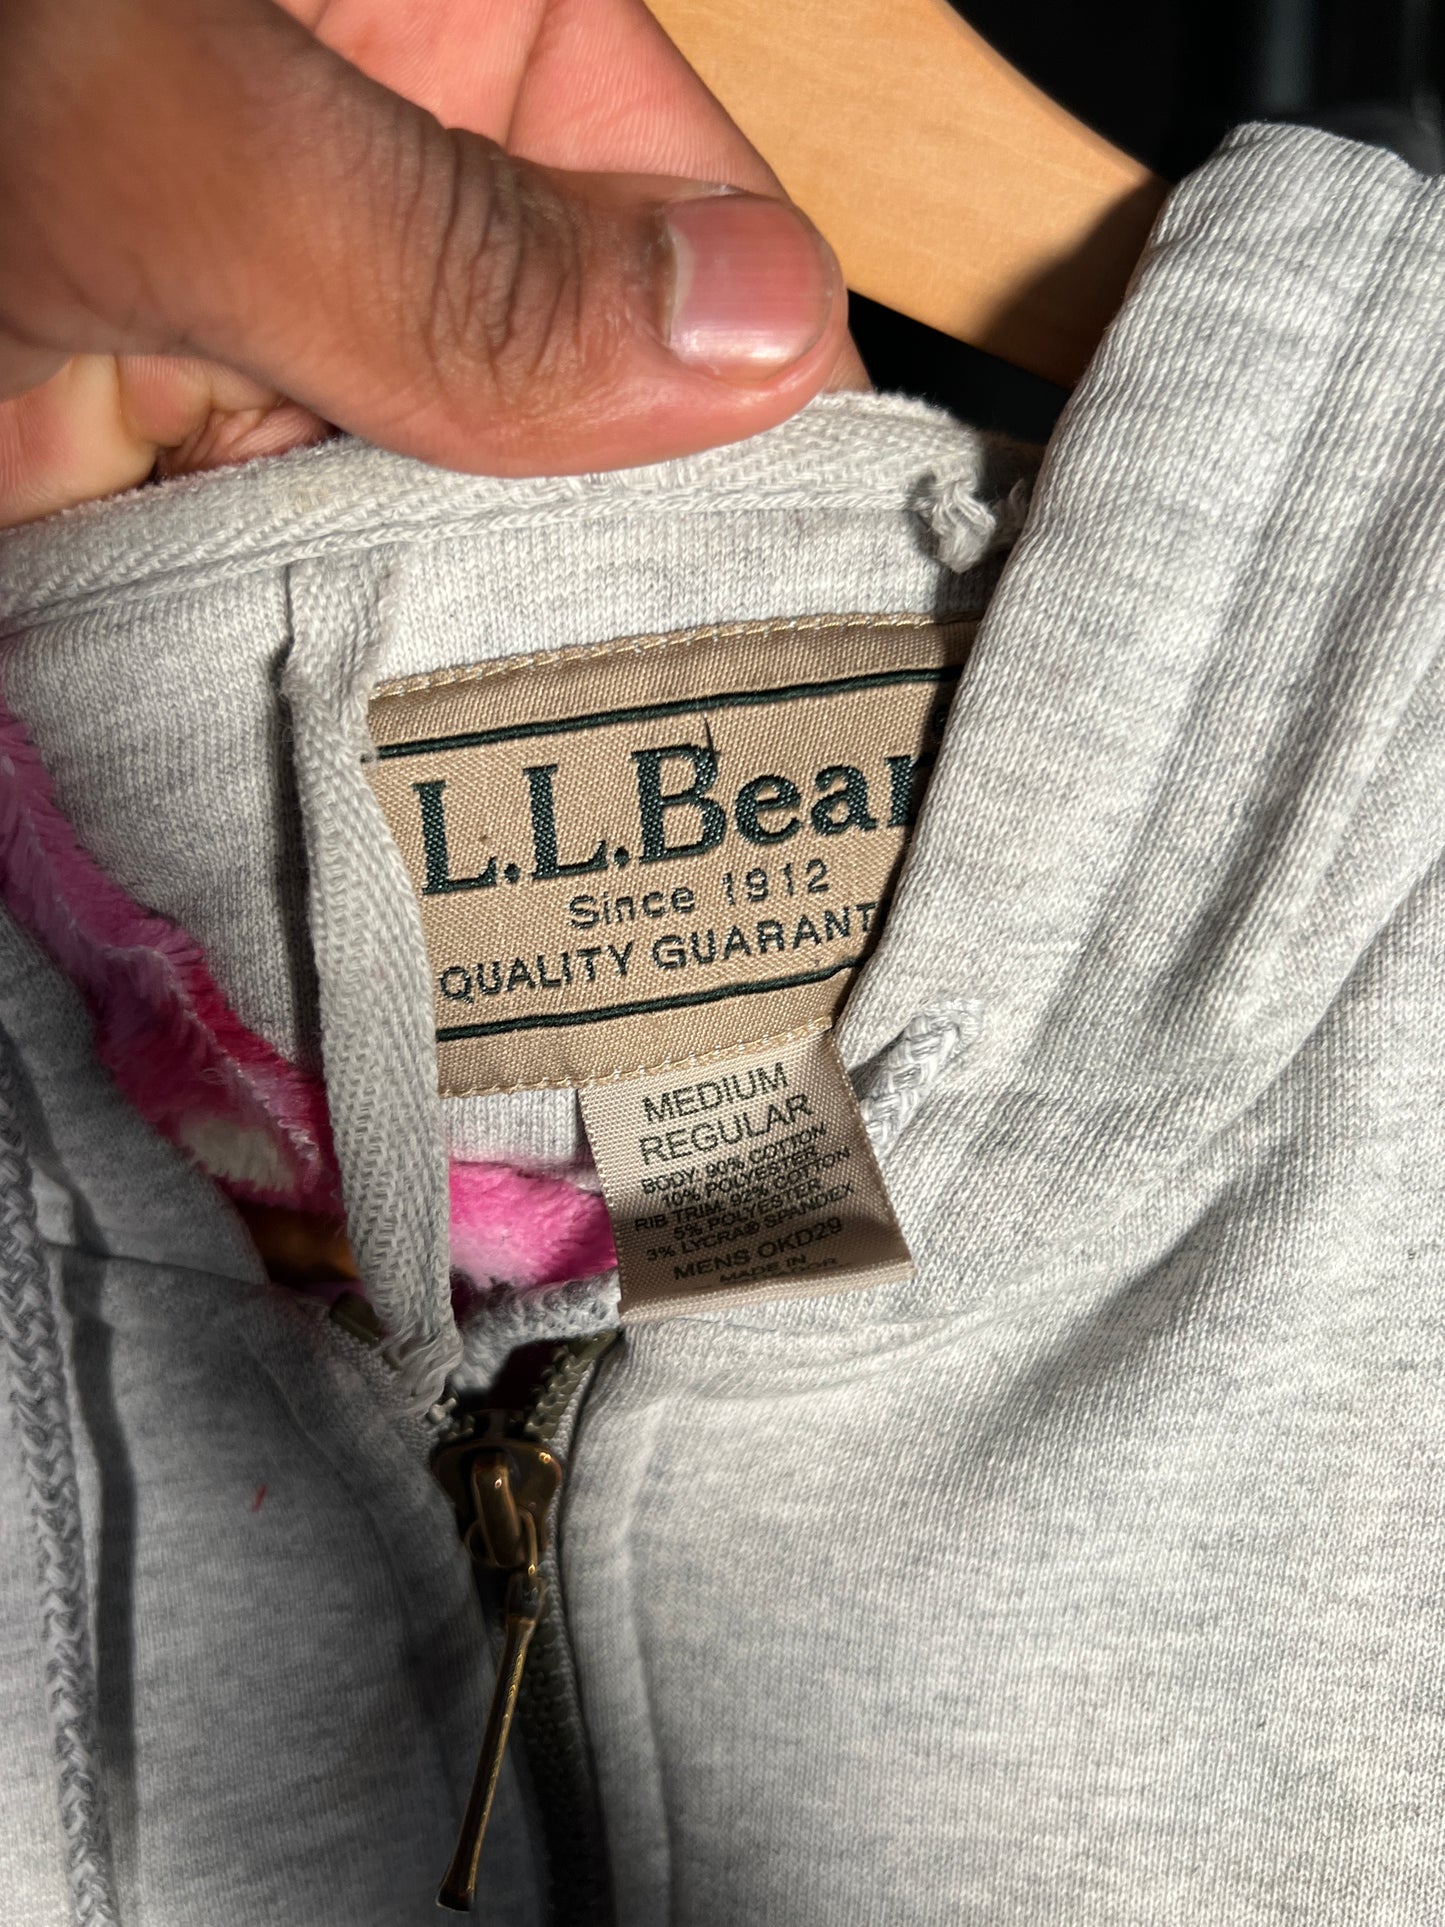 L.L.Bean
Since 1912
QUALITY GUARANT
MEDIUM
REGULAR
BODY: 90% COTTON
10% POLYESTER
RIB TRIM: 92% COTTON
5% POLYESTER
3% LYCRA® SPANDEX
MENS OKD29
MADE IN